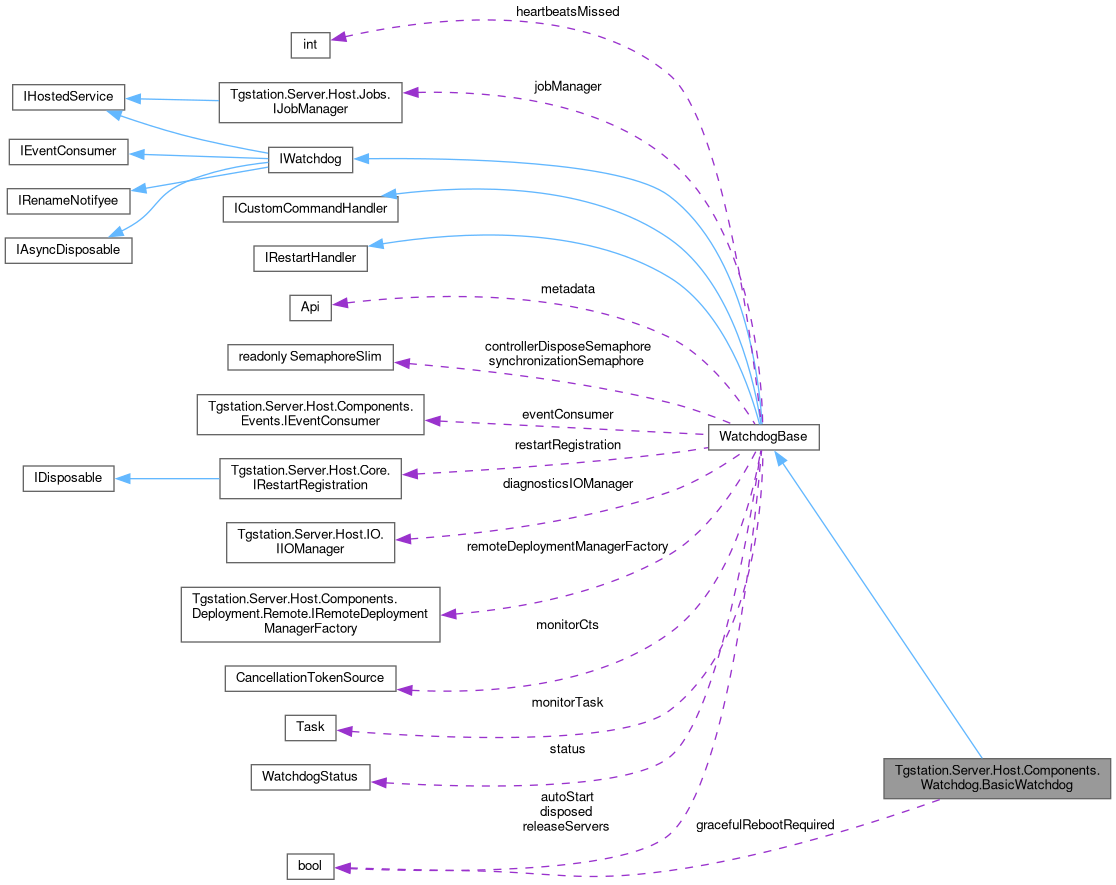 heartbeatsMissed
int
jobManager
IHostedService
Tgstation.Server.Host.Jobs.
IJobManager
IEventConsumer
IWatchdog
IRenameNotifyee
ICustomCommandHandler
IAsyncDisposable
IRestartHandler
metadata
Api
controllerDisposeSemaphore
synchronizationSemaphore
readonly SemaphoreSlim
Tgstation.Server.Host.Components.
Events.IEventConsumer
eventConsumer
WatchdogBase
restartRegistration
IDisposable
Tgstation.Server.Host.Core.
IRestartRegistration
diagnosticsIOManager
Tgstation.Server.Host.IO.
IIOManager
remoteDeploymentManagerFactory
Tgstation.Server.Host.Components.
Deployment.Remote.IRemoteDeployment
ManagerFactory
monitorCts
CancellationTokenSource
monitorTask
Task
status
WatchdogStatus
Tgstation.Server.Host.Components.
Watchdog.BasicWatchdog
autoStart
disposed
releaseServers
gracefulRebootRequired
bool